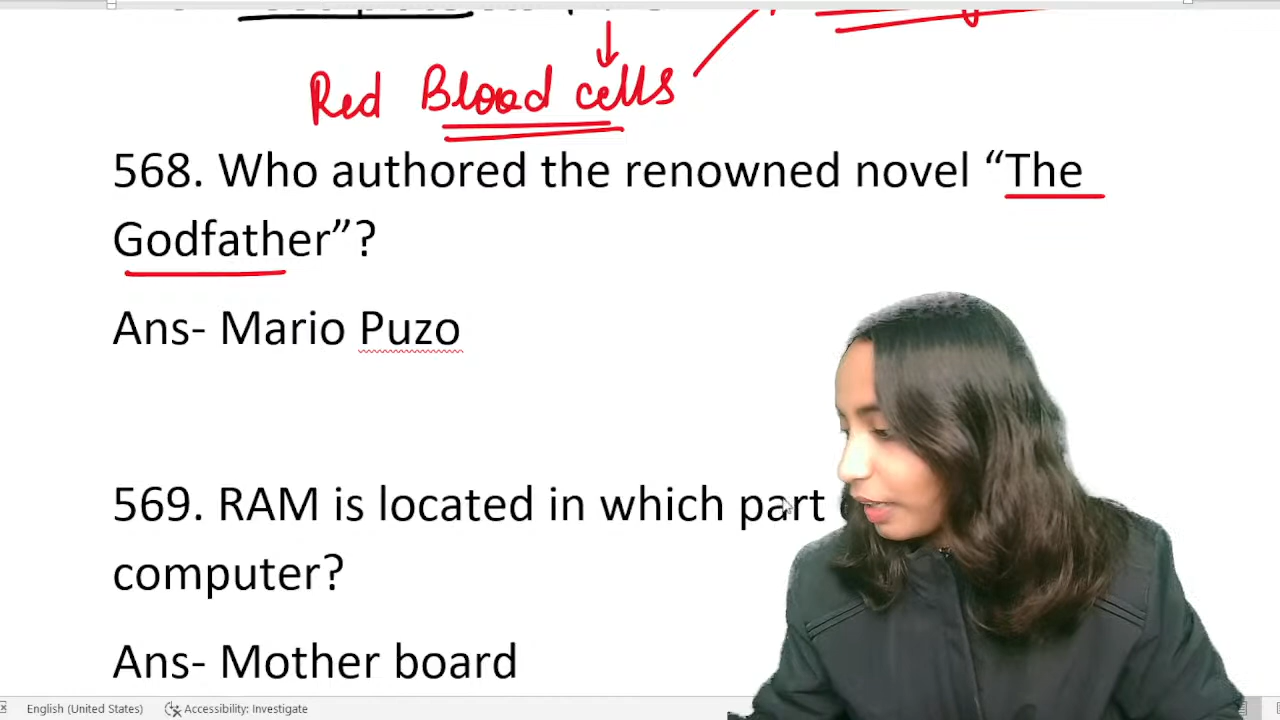 Red Blood cells
568. Who authored the renowned novel “The
Godfather”?
Ans- Mario Puzo
569. RAM is located in which part
computer?
Ans- Mother board
English (United States) Accessibility: Investigate